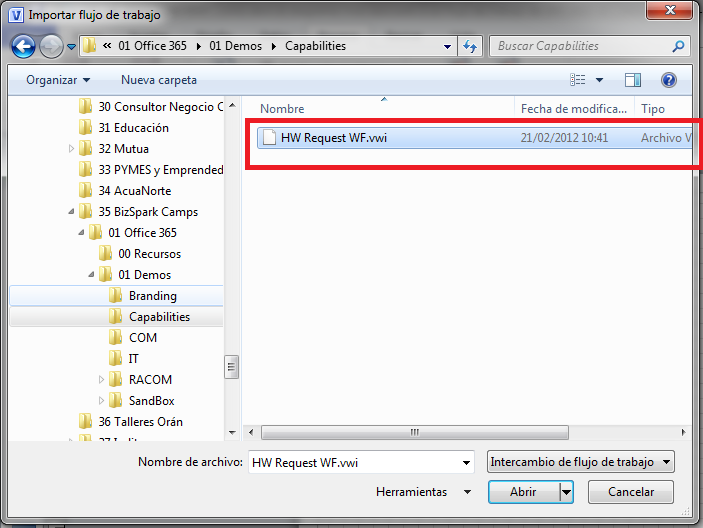 Importar flujo de trabajo
« 01 Office 365 01 Demos Capabilities
Buscar Capabilities
Organizar Nueva carpeta
30 Consultor Negocio C
31 Educación
32 Mutua
33 PYMES y Emprended
34 AcuaNorte
35 BizSpark Camps
01 Office 365
00 Recursos
01 Demos
Branding
Capabilities
COM
IT
RACOM
SandBox
36 Talleres Orán
Nombre Fecha de modifica... Tipo
HW Request WF.vwi 21/02/2012 10:41 Archivo V
Nombre de archivo: HW Request WF.vwi Intercambio de flujo de trabajo
Herramientas Abrir Cancelar